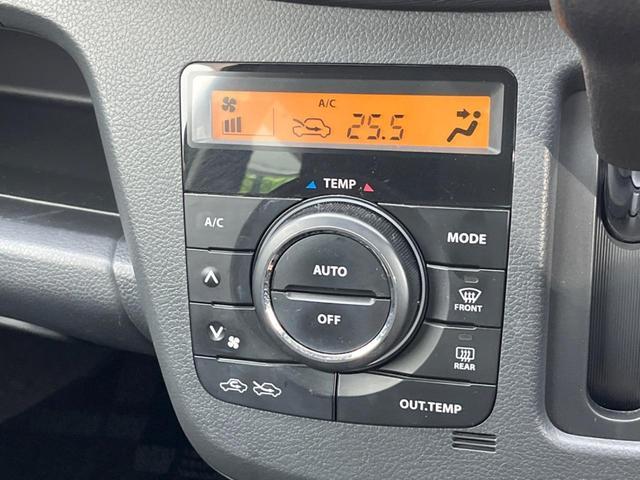 A/C
25.5
TEMP
A/C
MODE
AUTO
OFF
FRONT
REAR
OUT.TEMP